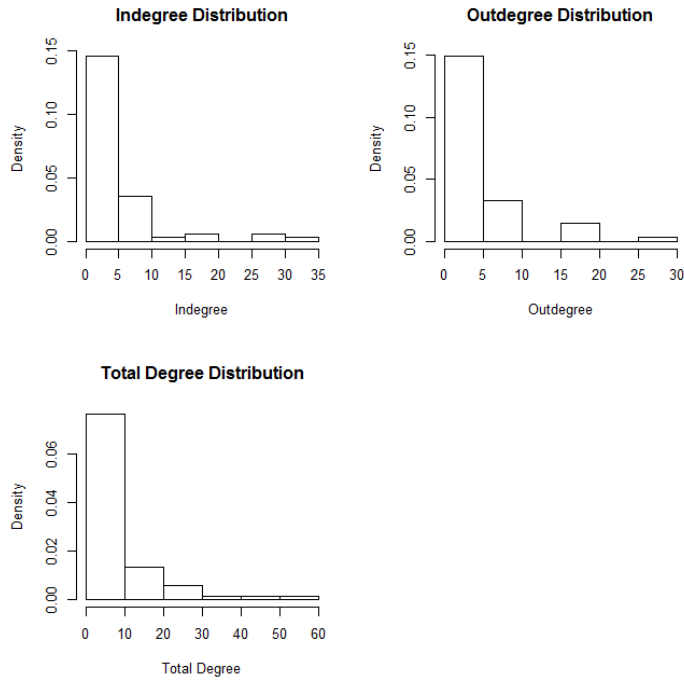 Indegree Distribution
0.15
0.10
0.05
0.00
Density
0 5 10 15 20 25 30 35
Indegree
Outdegree Distribution
0.15
0.10
0.05
0.00
Density
0 5 10 15 20 25 30
Outdegree
Total Degree Distribution
0.06
0.04
0.02
0.00
Density
0 10 20 30 40 50 60
Total Degree